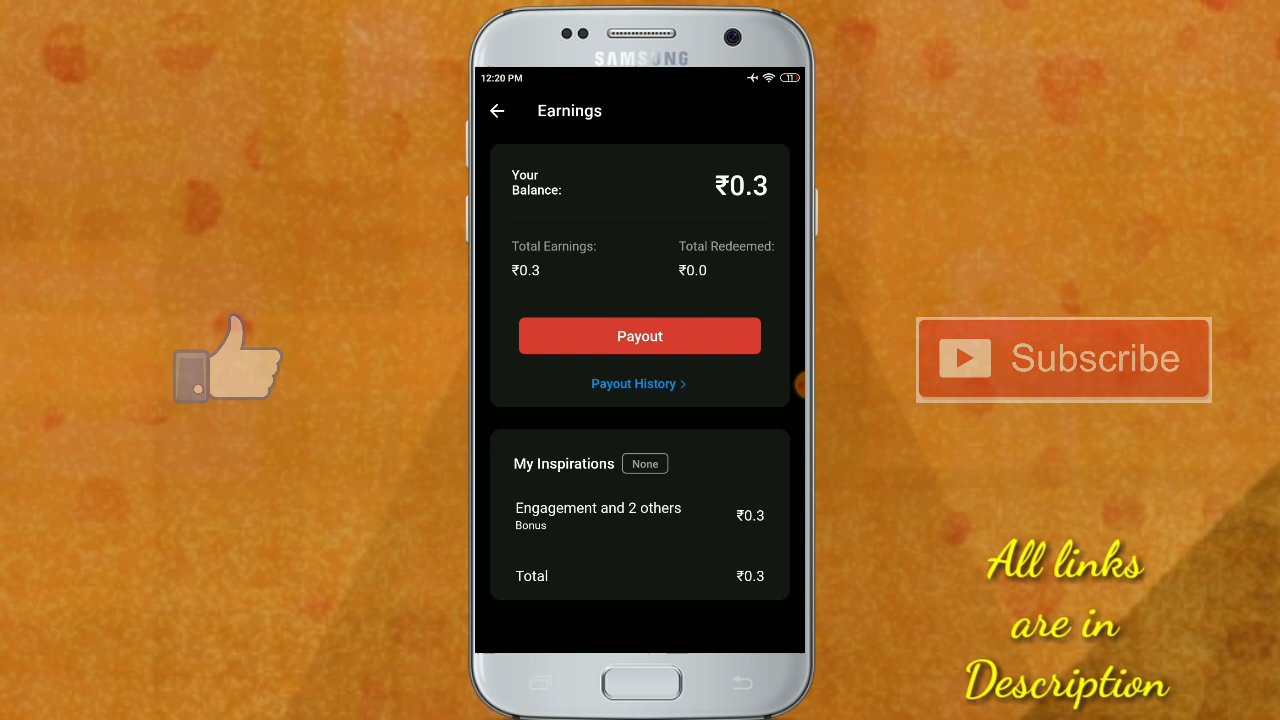 SAMSUNG
12:20 PM
11
Earnings
Your
Balance:
₹0.3
Total Earnings:
Total Redeemed:
₹0.3
₹0.0
Payout
Payout History
My Inspirations
None
Engagement and 2 others
Bonus
₹0.3
Total
₹0.3
Subscribe
All links
are in
Description